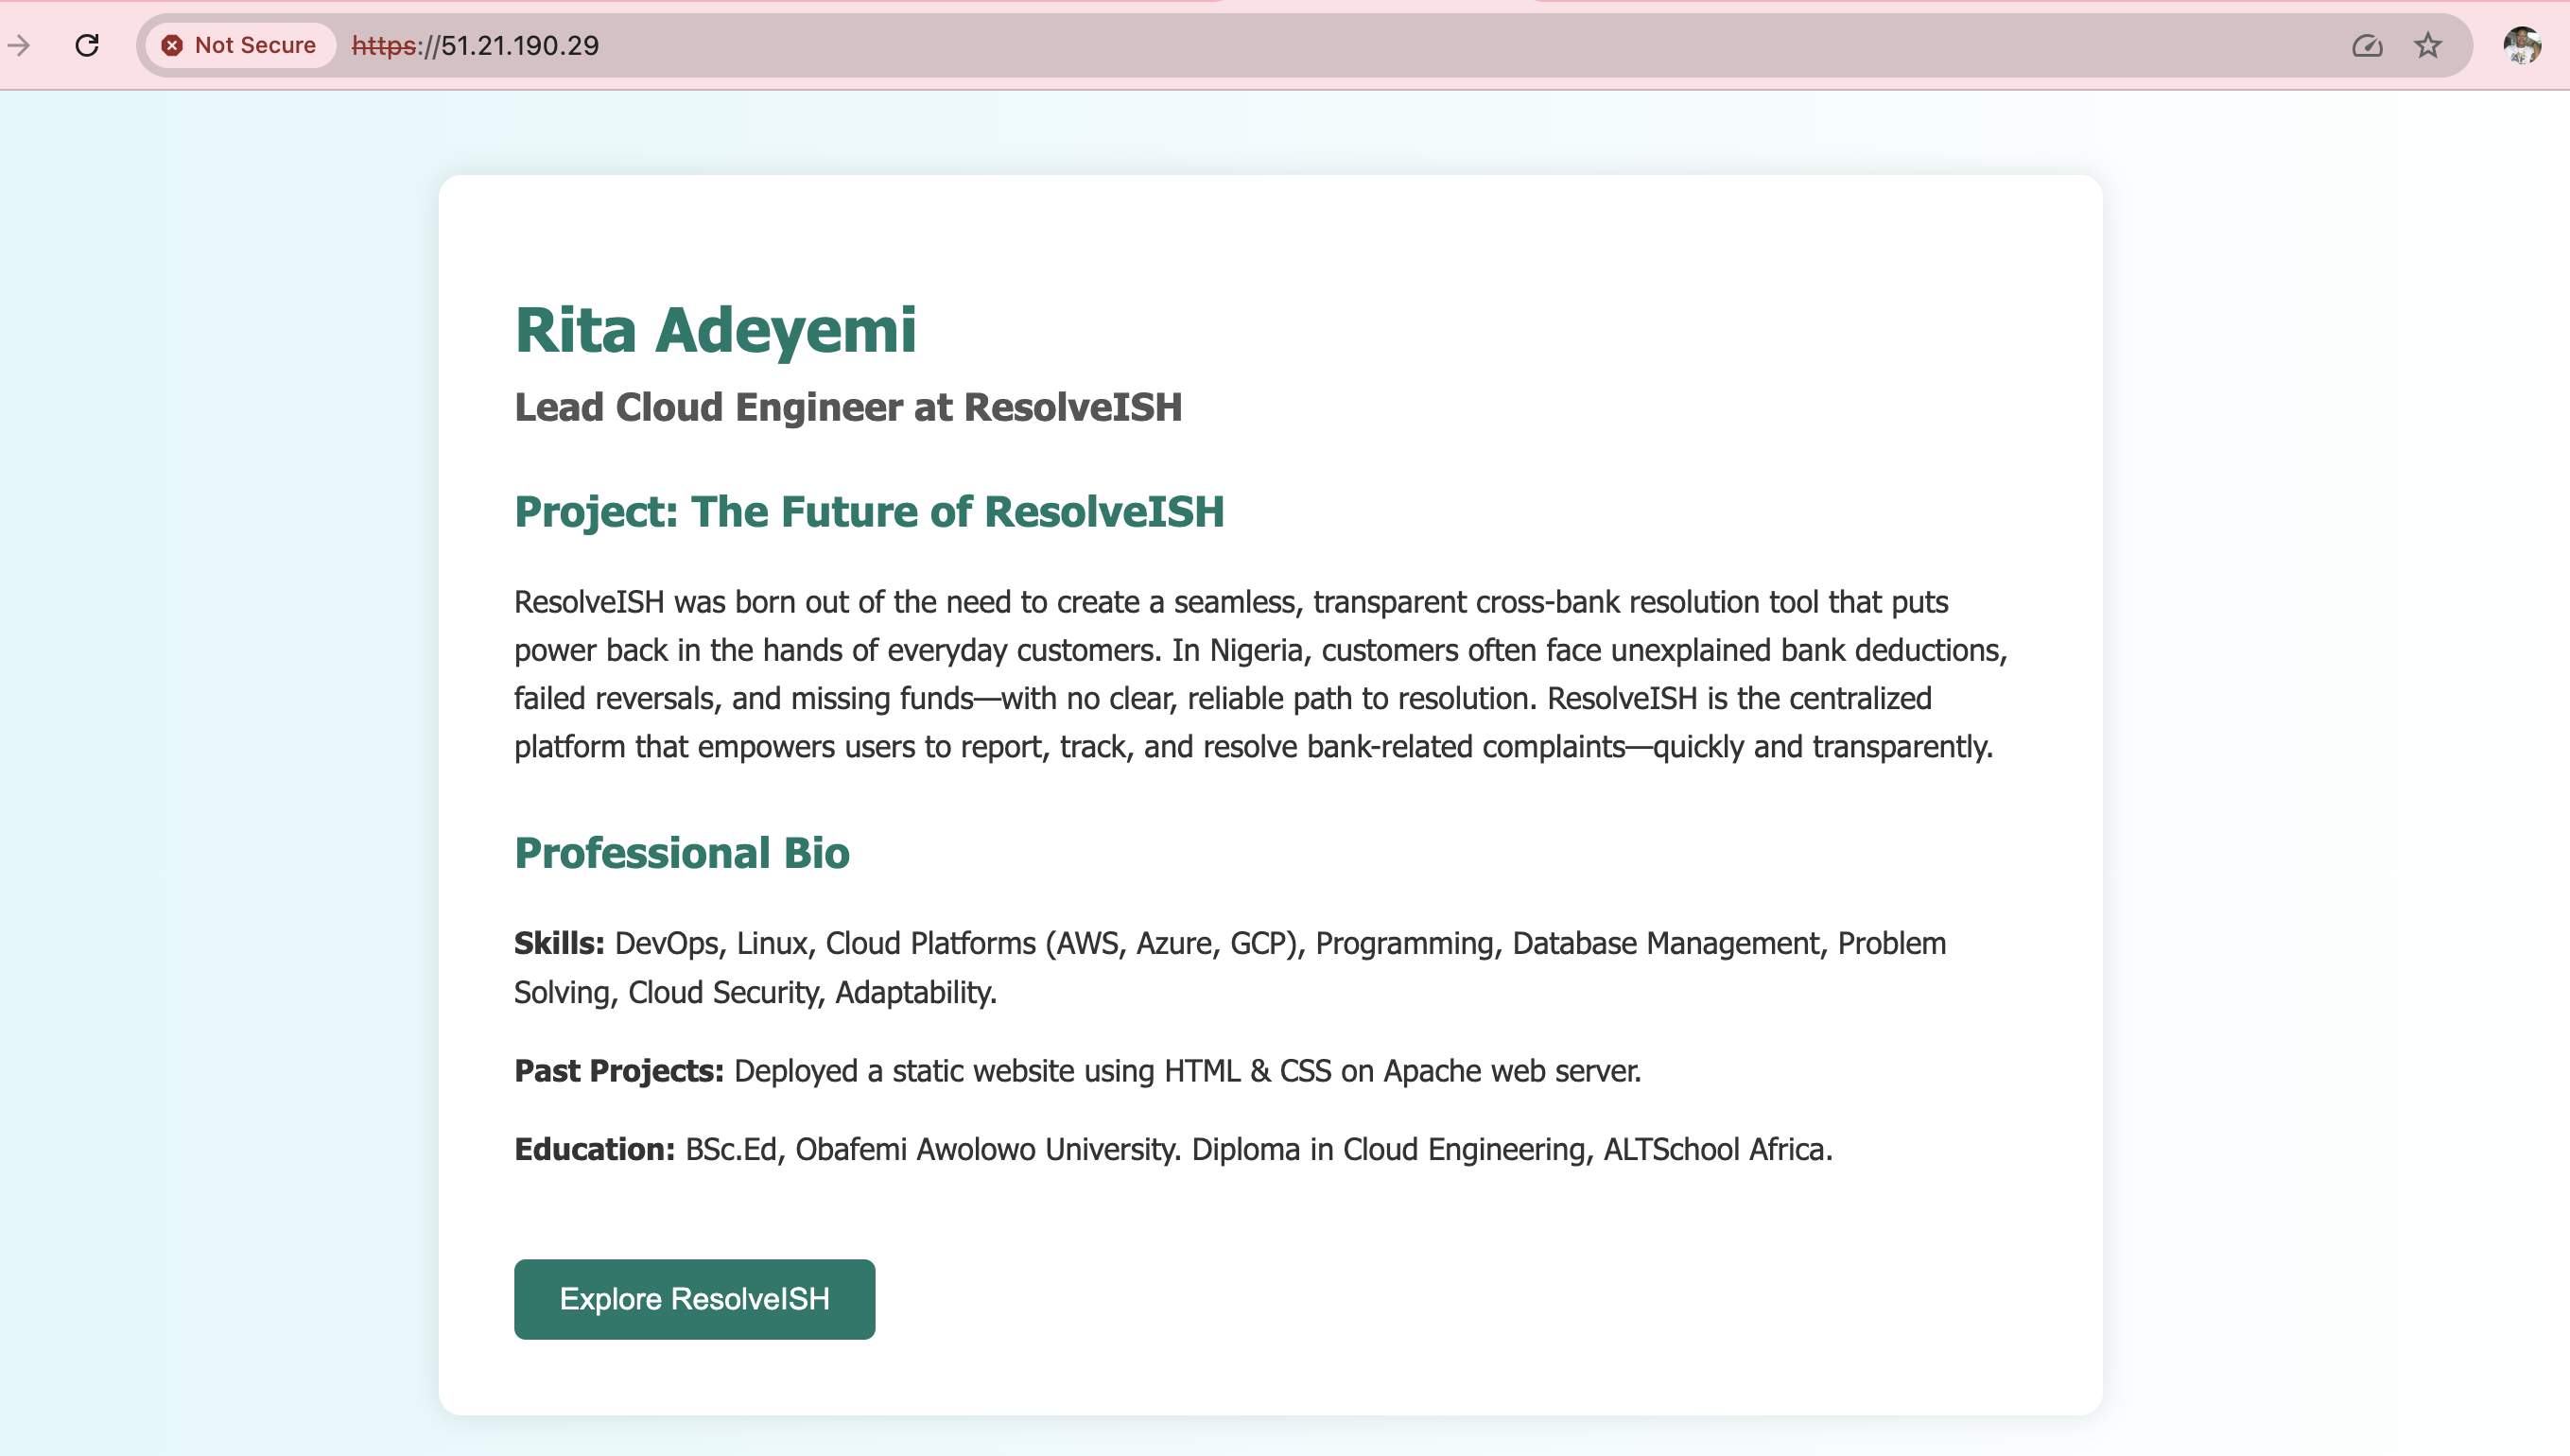 Not Secure https://51.21.190.29
Rita Adeyemi
Lead Cloud Engineer at ResolveISH
Project: The Future of ResolveISH
ResolveISH was born out of the need to create a seamless, transparent cross-bank resolution tool that puts
power back in the hands of everyday customers. In Nigeria, customers often face unexplained bank deductions,
failed reversals, and missing funds—with no clear, reliable path to resolution. ResolveISH is the centralized
platform that empowers users to report, track, and resolve bank-related complaints—quickly and transparently.
Professional Bio
Skills: DevOps, Linux, Cloud Platforms (AWS, Azure, GCP), Programming, Database Management, Problem
Solving, Cloud Security, Adaptability.
Past Projects: Deployed a static website using HTML & CSS on Apache web server.
Education: BSc.Ed, Obafemi Awolowo University. Diploma in Cloud Engineering, ALTSchool Africa.
Explore ResolveISH